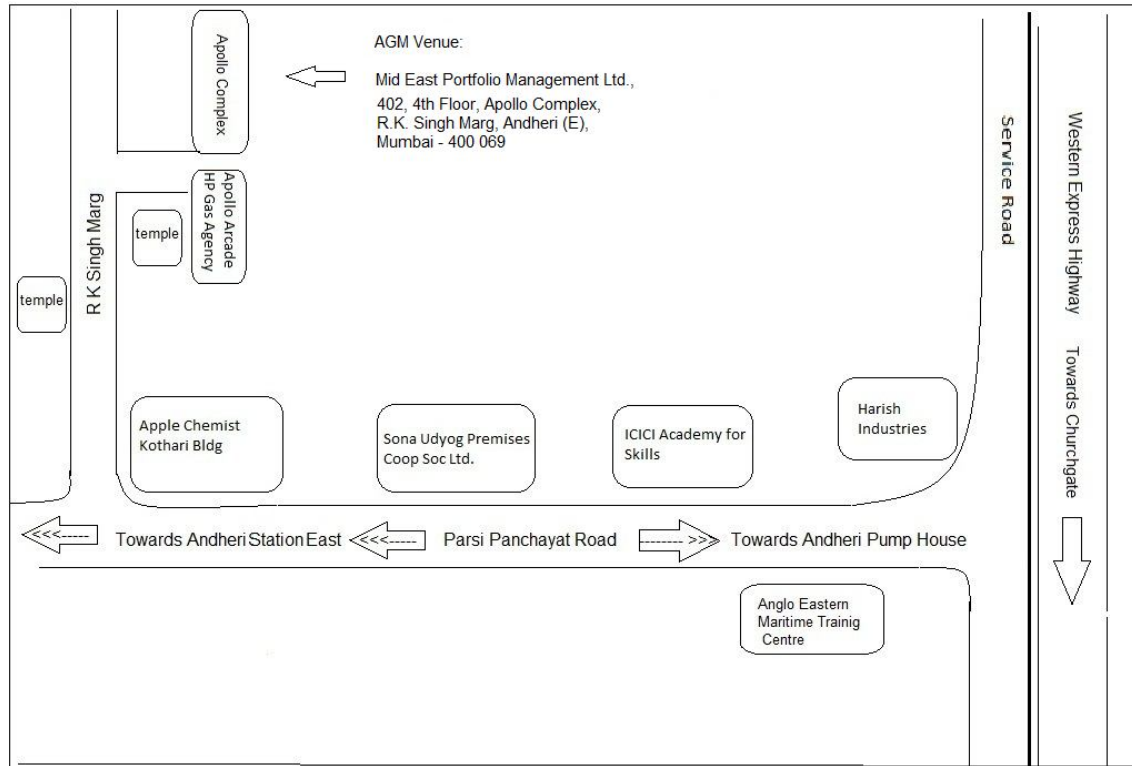 Apollo Complex
AGM Venue:
Mid East Portfolio Management Ltd.,
402, 4th Floor, Apollo Complex,
R.K. Singh Marg, Andheri (E),
Mumbai - 400 069
Service Road
Western Express Highway
Towards Churchgate
Apollo Arcade
HP Gas Agency
temple
R K Singh Marg
temple
Apple Chemist
Kothari Bldg
Sona Udyog Premises
Coop Soc Ltd.
ICICI Academy for
Skills
Harish
Industries
<<<-----
Towards Andheri Station East
<<<-----
Parsi Panchayat Road
-------- >>>
Towards Andheri Pump House
Anglo Eastern
Maritime Trainig
Centre